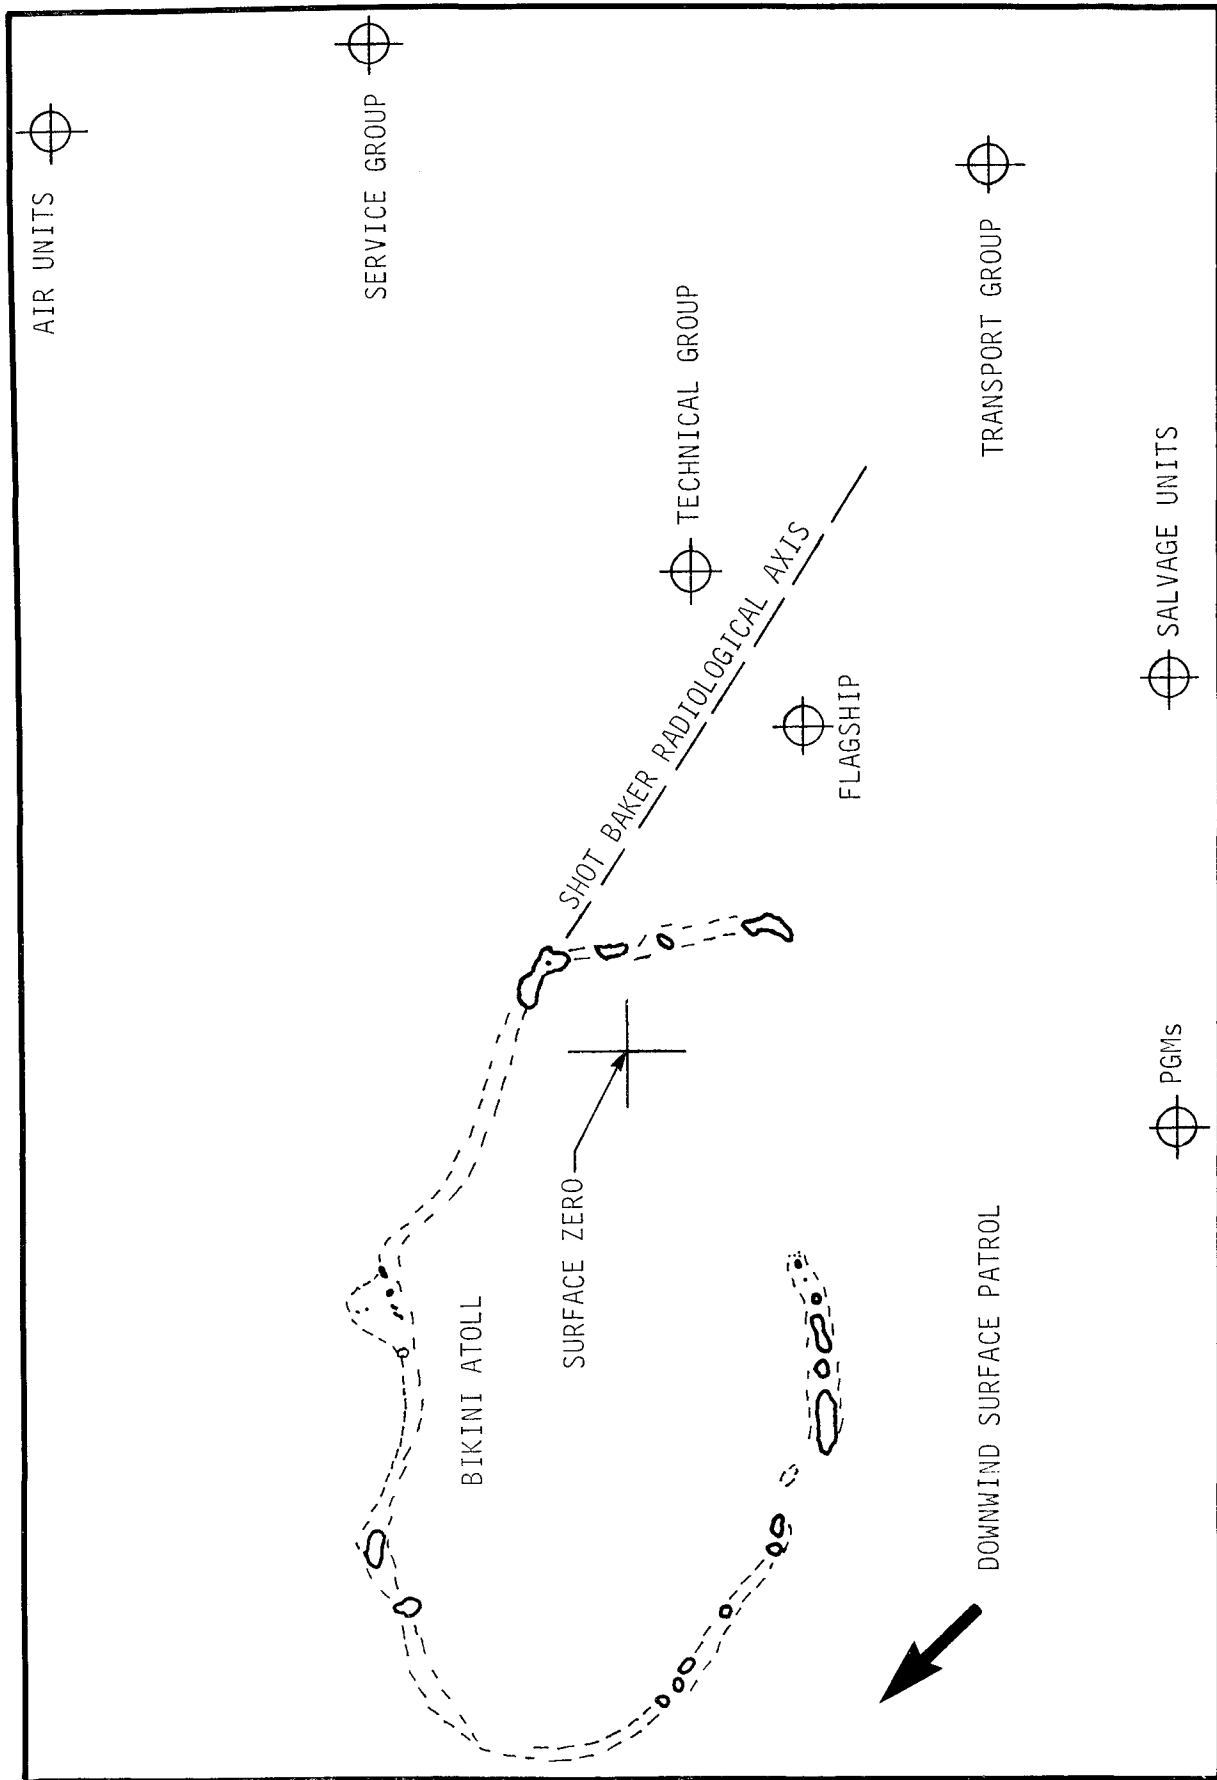 AIR UNITS
SERVICE GROUP
TECHNICAL GROUP
TRANSPORT GROUP
SHOT BAKER RADIOLOGICAL AXIS
FLAGSHIP
SALVAGE UNITS
BIKINI ATOLL
SURFACE ZERO
PGMs
DOWNWIND SURFACE PATROL